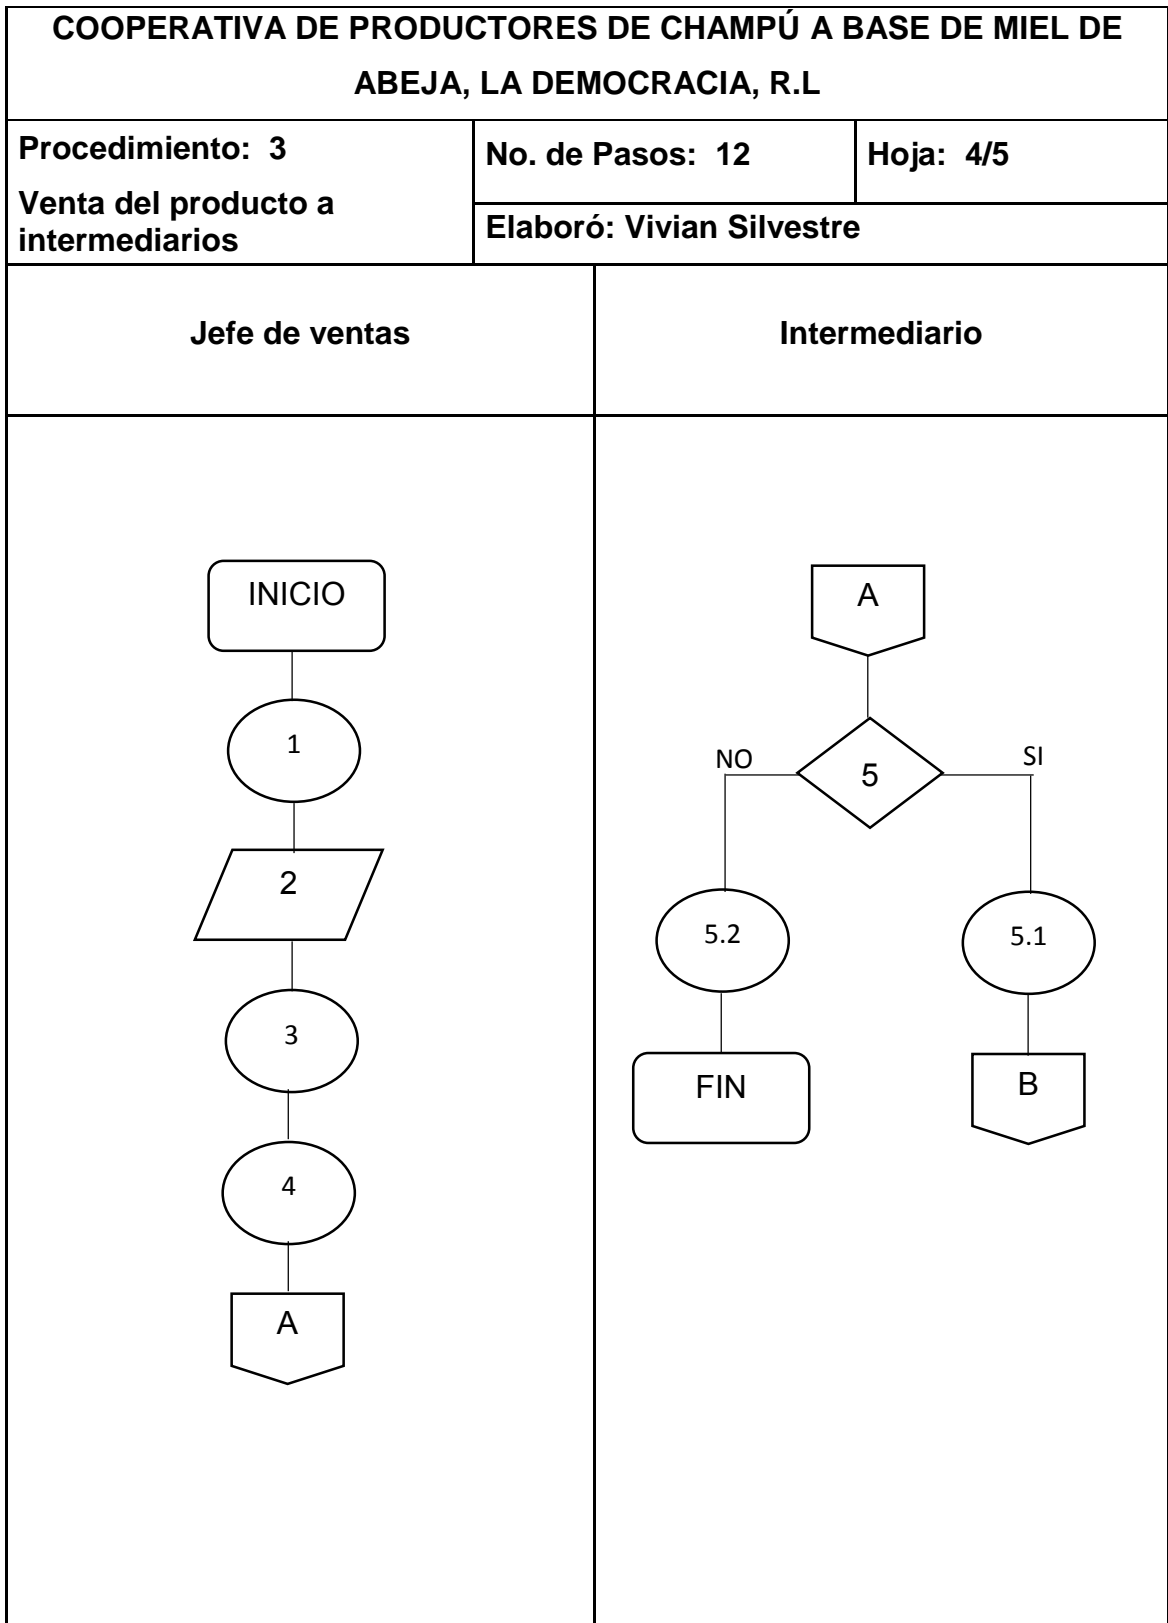 COOPERATIVA DE PRODUCTORES DE CHAMPÚ A BASE DE MIEL DE
ABEJA, LA DEMOCRACIA, R.L
Procedimiento: 3
Venta del producto a
intermediarios
No. de Pasos: 12
Hoja: 4/5
Elaboró: Vivian Silvestre
Jefe de ventas
Intermediario
INICIO
1
2
3
4
A
A
5
NO
SI
5.2
5.1
FIN
B